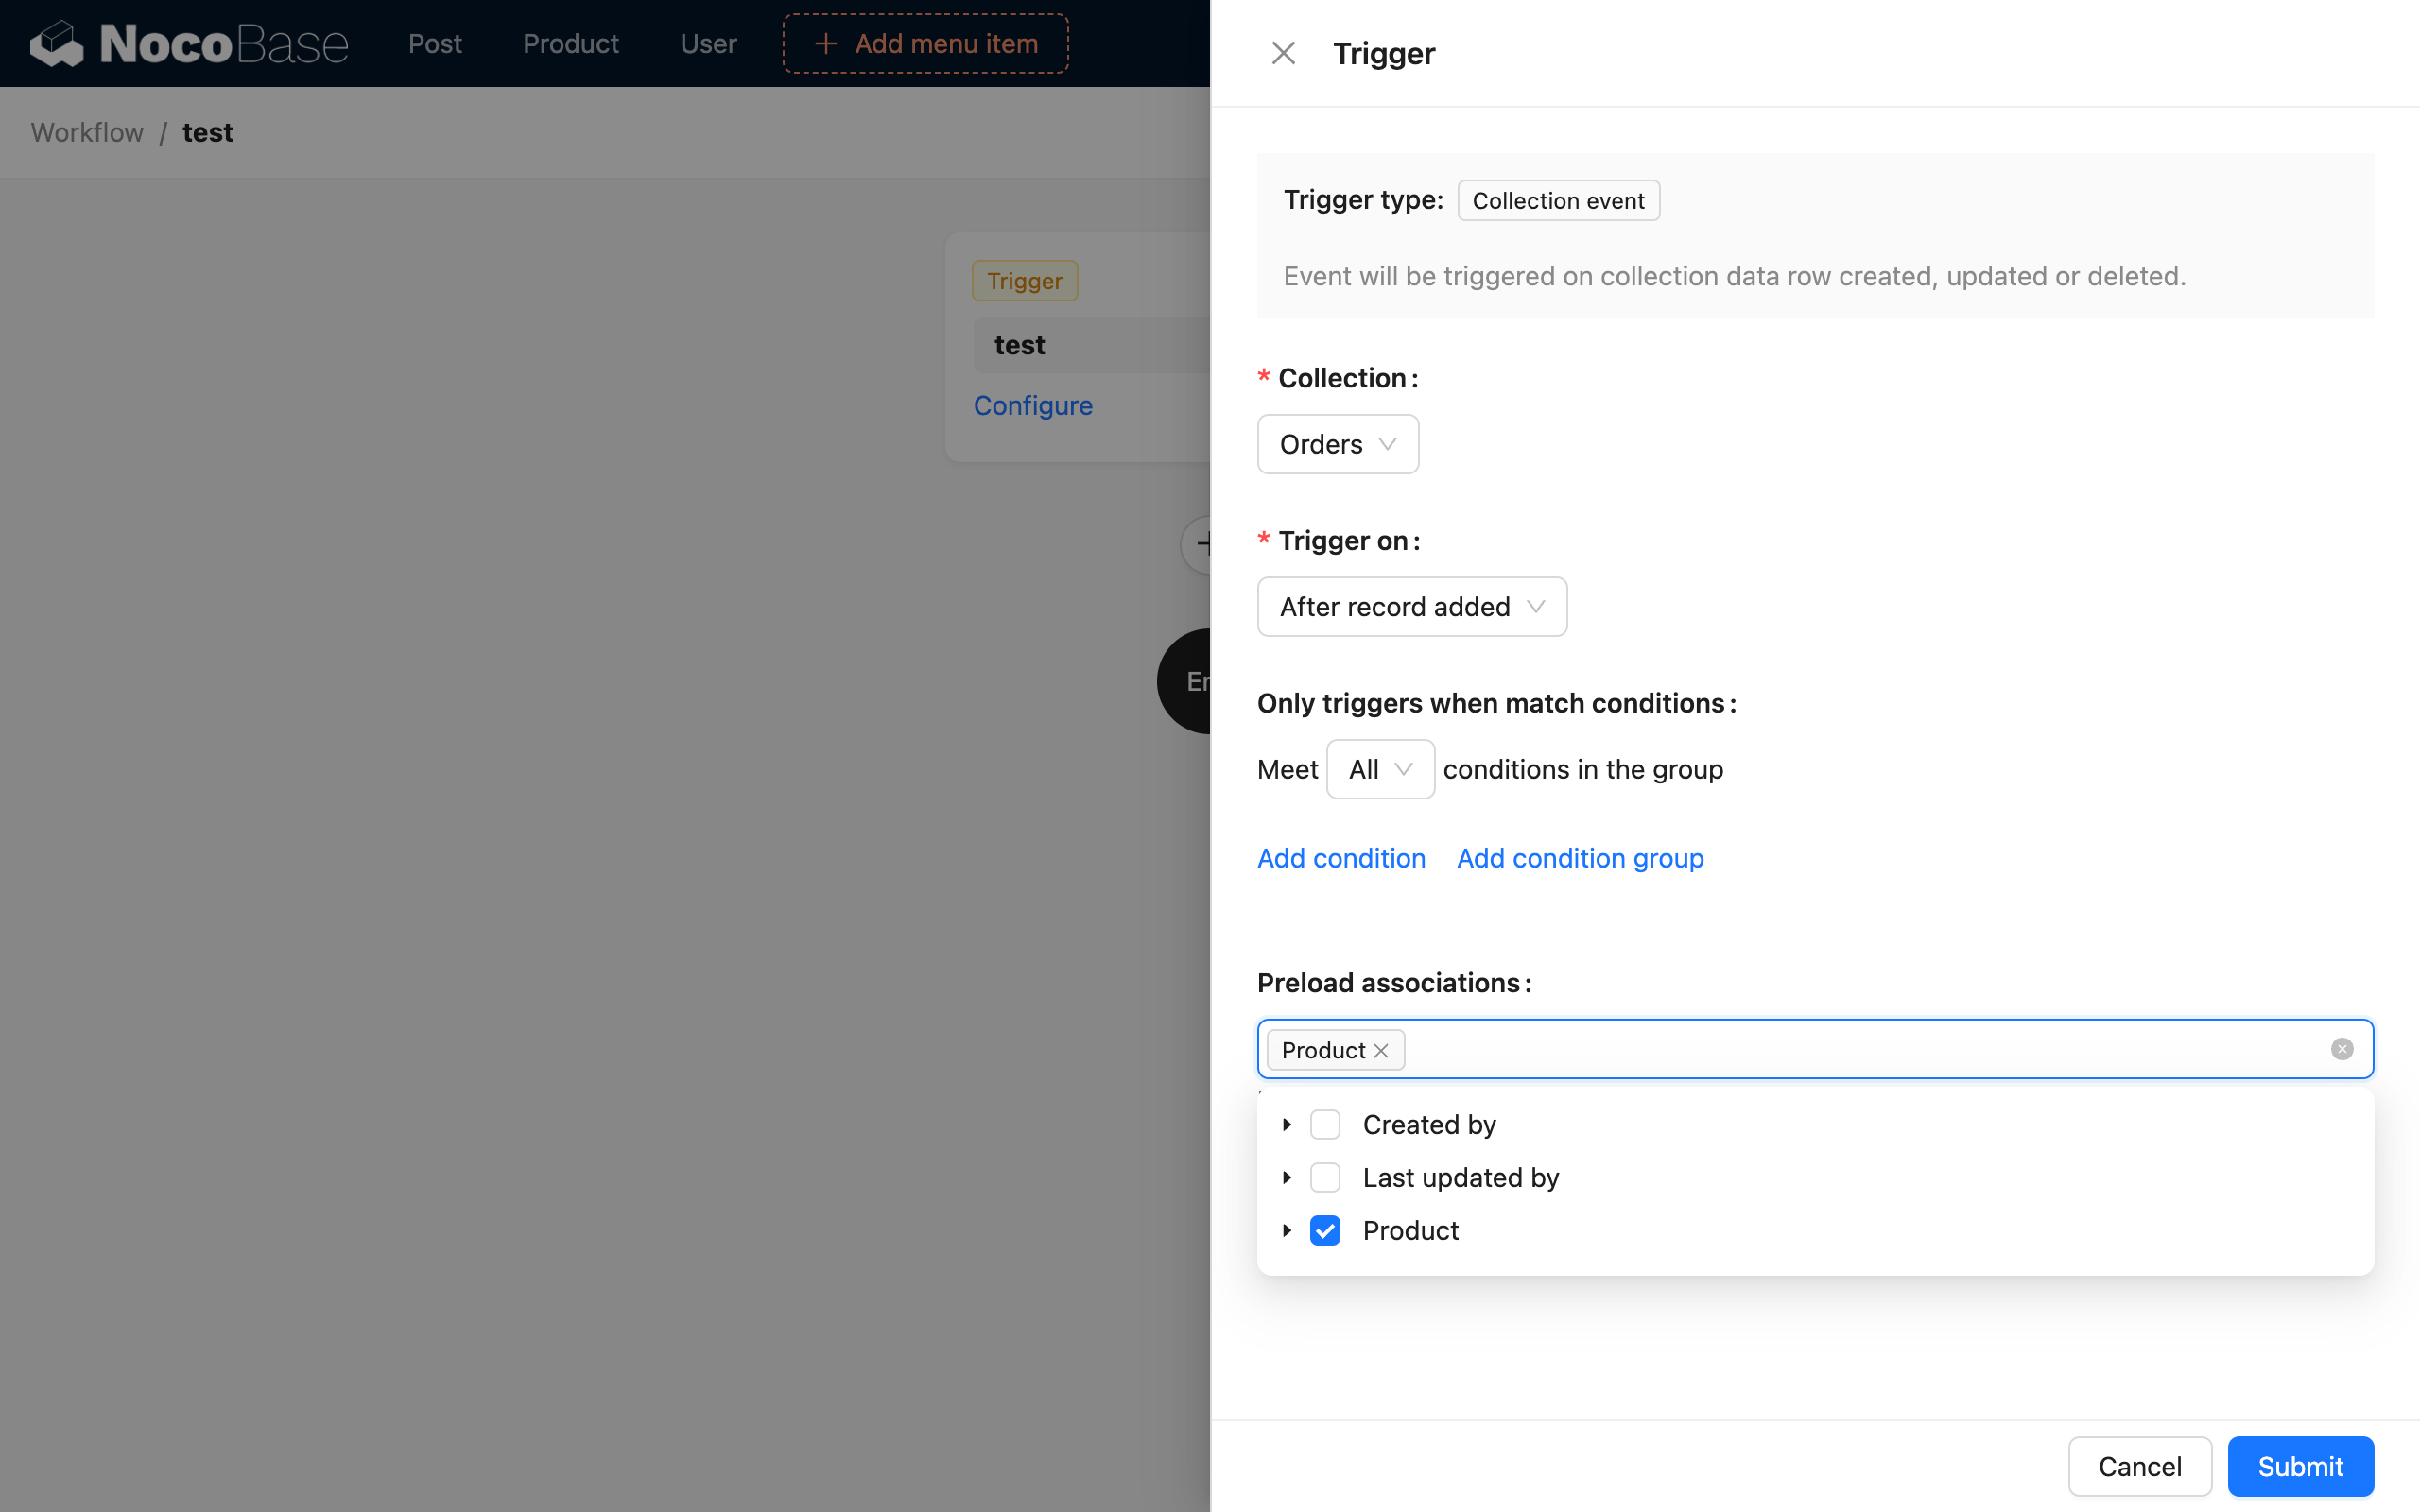 NocoBase Post Product User + Add menu item
Workflow / test
Trigger
test
Configure
Trigger
Trigger type: Collection event
Event will be triggered on collection data row created, updated or deleted.
* Collection:
Orders
* Trigger on:
After record added
Only triggers when match conditions:
Meet All conditions in the group
Add condition Add condition group
Preload associations:
Product
Created by
Last updated by
Product
Cancel Submit